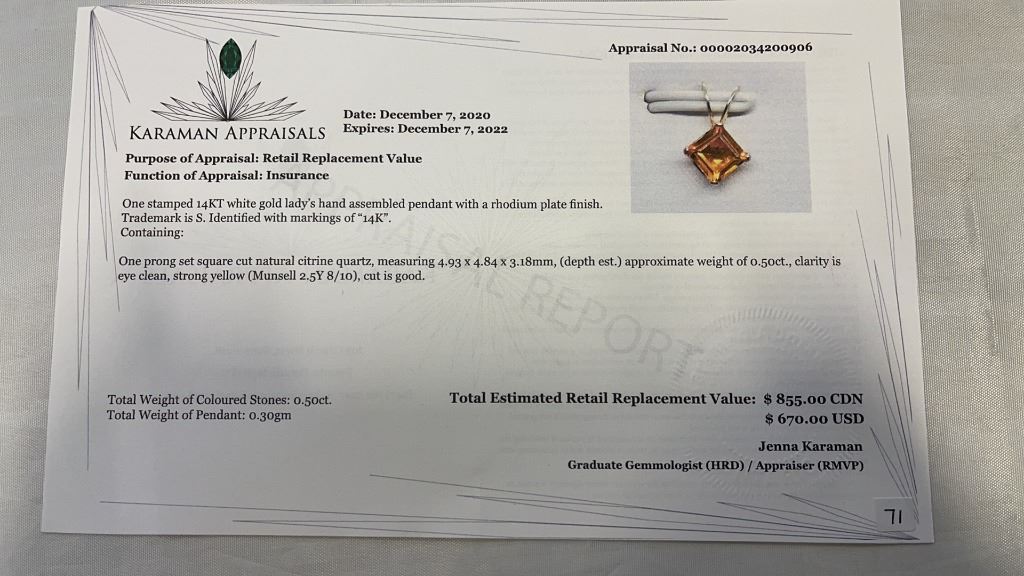 Appraisal No.: 00002034200906
KARAMAN APPRAISALS
Date: December 7, 2020
Expires: December 7, 2022
Purpose of Appraisal: Retail Replacement Value
Function of Appraisal: Insurance
One stamped 14KT white gold lady's hand assembled pendant with a rhodium plate finish.
Trademark is S. Identified with markings of "14K".
Containing:
One prong set square cut natural citrine quartz, measuring 4.93 x 4.84 x 3.18mm, (depth est.) approximate weight of 0.50ct., clarity is
eye clean, strong yellow (Munsell 2.5Y 8/10), cut is good.
APPRAISAL REPORT
Total Weight of Coloured Stones: 0.50ct.
Total Weight of Pendant: 0.30gm
Total Estimated Retail Replacement Value: $ 855.00 CDN
$ 670.00 USD
Jenna Karaman
Graduate Gemmologist (HRD) / Appraiser (RMVP)
71